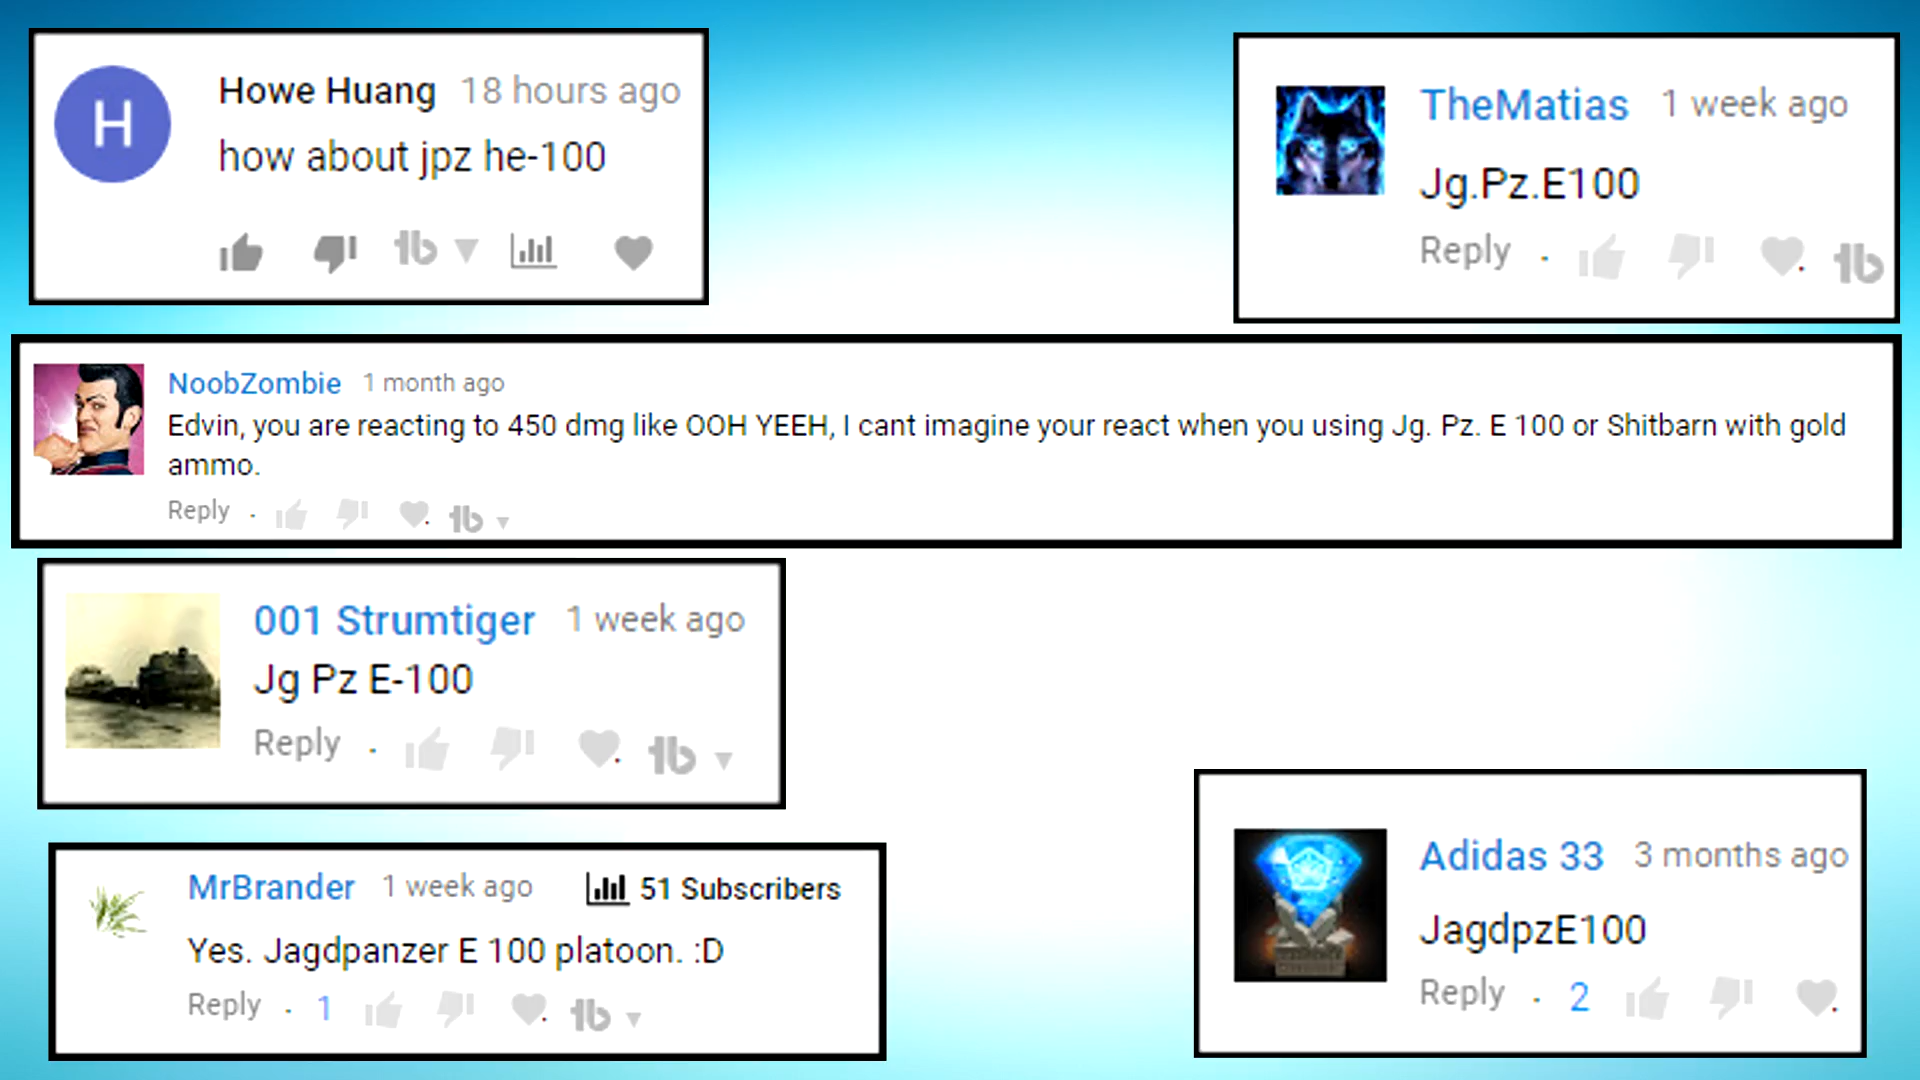 H
Howe Huang 18 hours ago
how about jpz he-100
TheMatias 1 week ago
Jg.Pz.E100
Reply
NoobZombie 1 month ago
Edvin, you are reacting to 450 dmg like OOH YEEH, I cant imagine your react when you using Jg. Pz. E 100 or Shitbarn with gold
ammo.
Reply
001 Strumtiger 1 week ago
Jg Pz E-100
Reply
MrBrander 1 week ago 51 Subscribers
Yes. Jagdpanzer E 100 platoon. :D
Reply 1
Adidas 33 3 months ago
JagdpzE100
Reply 2